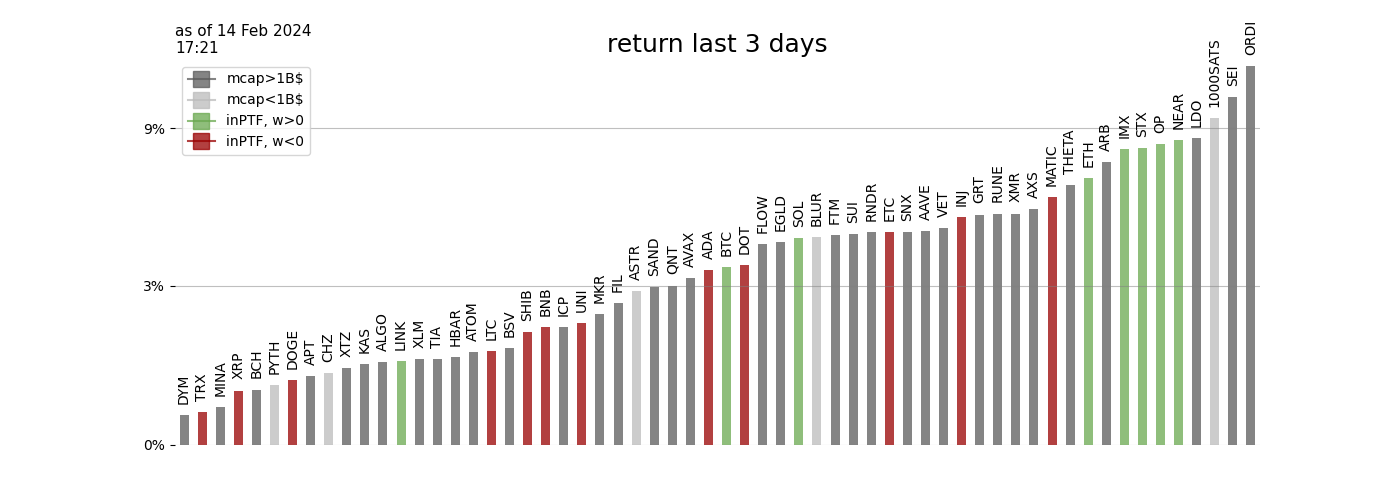 as of 14 Feb 2024
17:21
return last 3 days
mcap>1B$
mcap<1B$
inPTF, w>0
inPTF, w<0
9%
3%
0%
DYM
TRX
MINA
XRP
BCH
PYTH
DOGE
APT
CHZ
XTZ
KAS
ALGO
LINK
XLM
TIA
HBAR
ATOM
LTC
BSV
SHIB
BNB
ICP
UNI
MKR
FIL
ASTR
SAND
QNT
AVAX
ADA
BTC
DOT
FLOW
EGLD
SOL
BLUR
FTM
SUI
RNDR
ETC
SNX
AAVE
VET
INJ
GRT
RUNE
XMR
AXS
MATIC
THETA
ETH
ARB
IMX
STX
OP
NEAR
LDO
1000SATS
SEI
ORDI